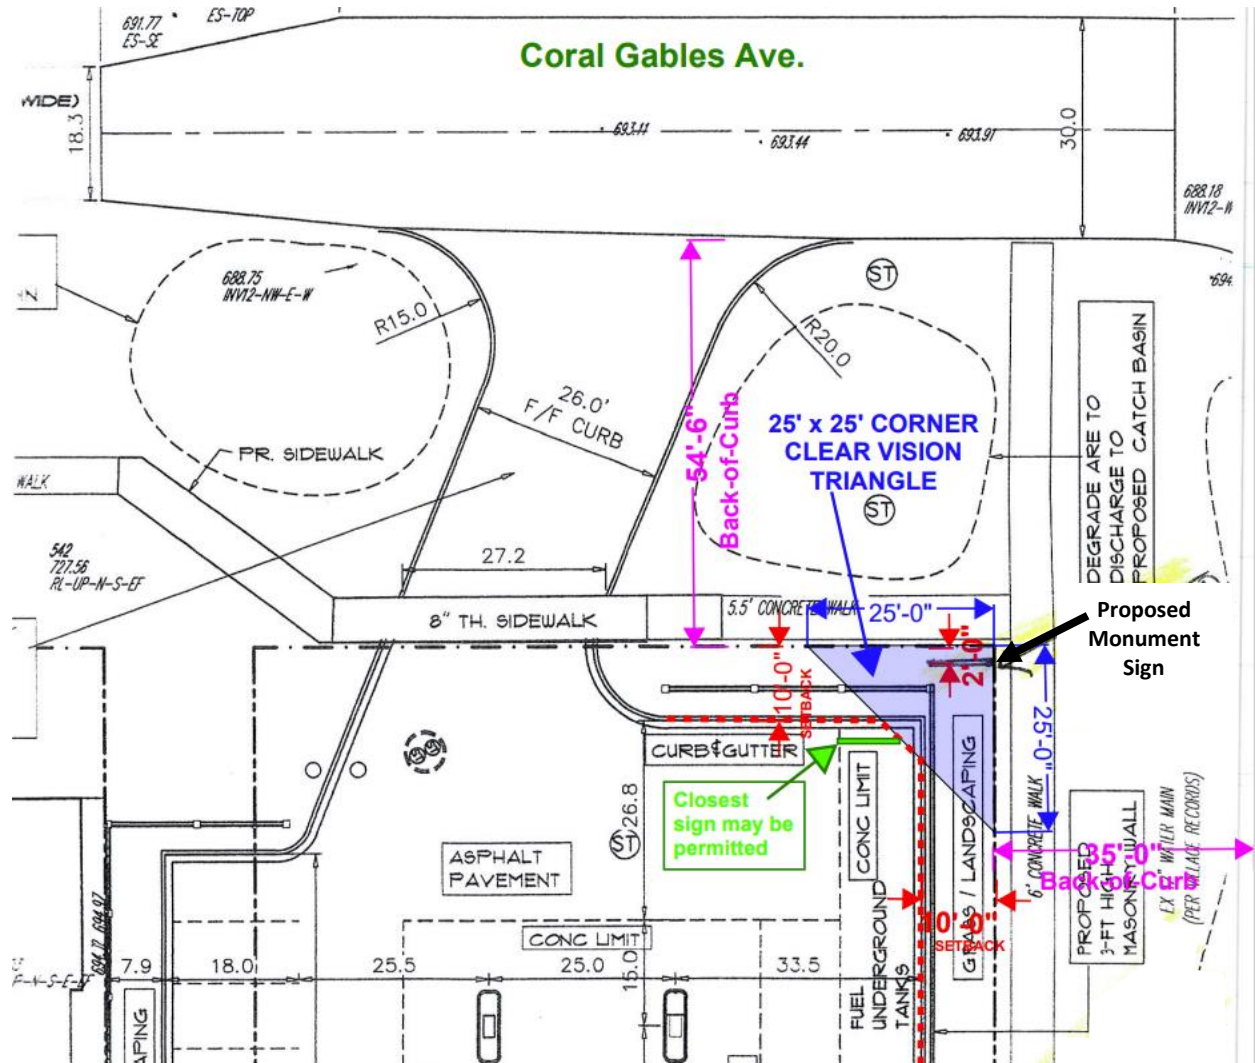 691.77
ES-SE
ES-TOP
Coral Gables Ave.
WIDE)
18.3
693.11
693.44
693.91
30.0
688.18
INV12-W
688.75
INV12-NW-E-W
R15.0
ST
R20.0
26.0'
F/F CURB
54'-6"
Back-of-Curb
25' x 25' CORNER
CLEAR VISION
TRIANGLE
DEGRADE ARE TO
DISCHARGE TO
PROPOSED CATCH BASIN
PR. SIDEWALK
WALK
ST
542
727.56
RL-UP-N-S-EF
27.2
5.5' CONCRETE WALK
25'-0"
8" TH. SIDEWALK
Proposed
Monument
Sign
2'-0"
10'-0"
SETBACK
25'-0"
CURB & GUTTER
Closest
sign may be
permitted
CONC LIMIT
GRASS / LANDSCAPING
6' CONCRETE WALK
26.8
ST
ASPHALT
PAVEMENT
35'-0"
Back-of-Curb
PROPOSED
3-FT HIGH
MASONRY WALL
(PER VILLAGE RECORDS)
10'-0"
SETBACK
CONC LIMIT
694.97
7.9
18.0
25.5
25.0
33.5
15.0
FUEL
UNDERGROUND
TANKS